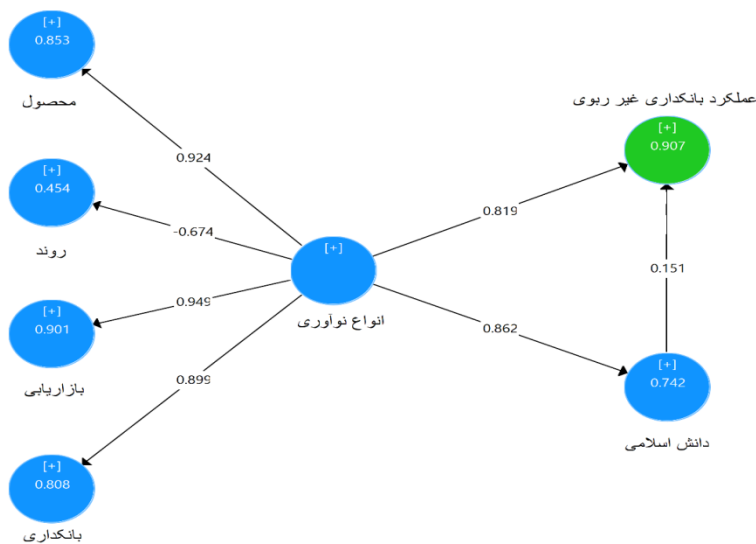 [+]
0.853
محصول
عملکرد بانکداری غیر ربوی
[+]
0.907
0.924
[+]
0.454
روند
-0.674
0.819
[+]
انواع نوآوری
0.151
0.949
[+]
0.901
بازاریابی
0.862
[+]
0.742
دانش اسلامی
0.899
[+]
0.808
بانکداری